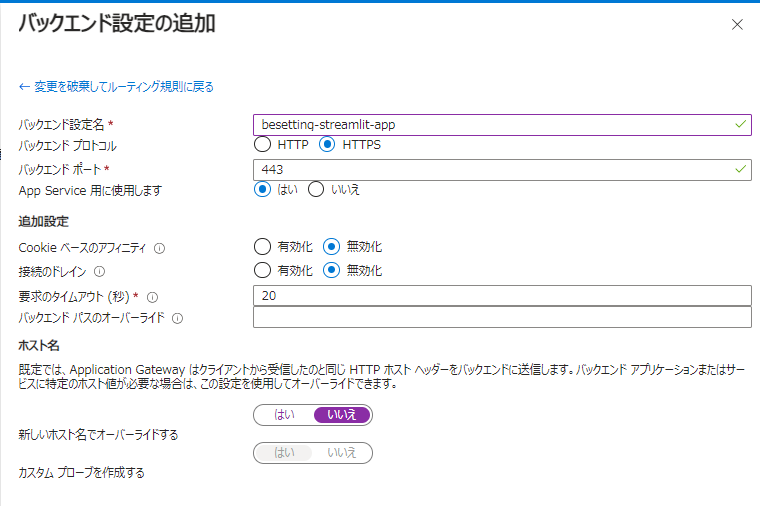 バックエンド設定の追加
← 変更を破棄してルーティング規則に戻る
バックエンド設定名 *
besetting-streamlit-app
バックエンド プロトコル
HTTP HTTPS
バックエンド ポート *
443
App Service 用に使用します
はい いいえ
追加設定
Cookie ベースのアフィニティ
有効化 無効化
接続のドレイン
有効化 無効化
要求のタイムアウト (秒) *
20
バックエンド パスのオーバーライド
ホスト名
既定では、Application Gateway はクライアントから受信したのと同じ HTTP ホスト ヘッダーをバックエンドに送信します。バックエンド アプリケーションまたはサー
ビスに特定のホスト値が必要な場合は、この設定を使用してオーバーライドできます。
はい いいえ
新しいホスト名でオーバーライドする
はい いいえ
カスタム プローブを作成する